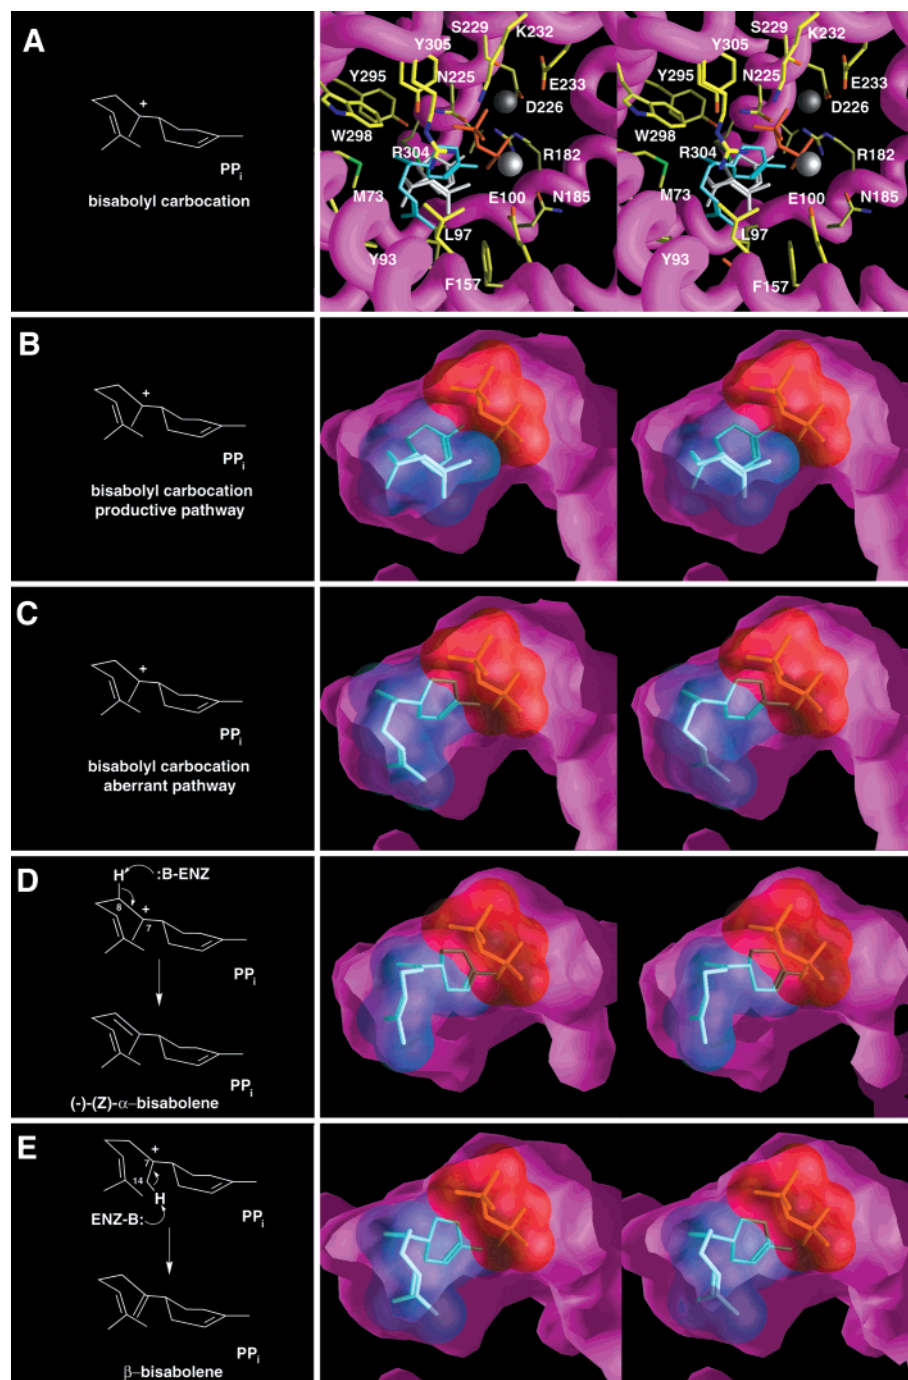 A
+
PPi
bisabolyl carbocation
S229 K232
Y305
Y295 N225 E233
D226
W298
R304 R182
M73 E100 N185
L97
Y93
F157
S229 K232
Y305
Y295 N225 E233
D226
W298
R304 R182
M73 E100 N185
L97
Y93
F157
B
+
PPi
bisabolyl carbocation
productive pathway
C
+
PPi
bisabolyl carbocation
aberrant pathway
D
H :B-ENZ
8 +
7
PPi
PPi
(-)-(Z)-α-bisabolene
E
+
7
14
H
ENZ-B: PPi
PPi
β-bisabolene